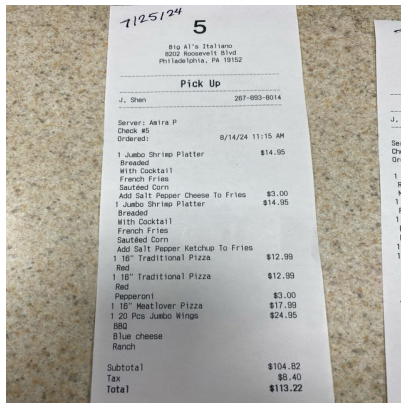 7/25/24
5
Big Al's Italiano
8202 Roosevelt Blvd
Philadelphia, PA 19152
Pick Up
J, Shen 267-893-8014
Server: Amira P
Check #5
Ordered: 8/14/24 11:15 AM
1 Jumbo Shrimp Platter $14.95
Breaded
With Cocktail
French Fries
Sautéed Corn
Add Salt Pepper Cheese To Fries $3.00
1 Jumbo Shrimp Platter $14.95
Breaded
With Cocktail
French Fries
Sautéed Corn
Add Salt Pepper Ketchup To Fries
1 16" Traditional Pizza $12.99
Red
1 16" Traditional Pizza $12.99
Red
Pepperoni $3.00
1 16" Meatlover Pizza $17.99
1 20 Pcs Jumbo Wings $24.95
BBQ
Blue cheese
Ranch
Subtotal $104.82
Tax $8.40
Total $113.22